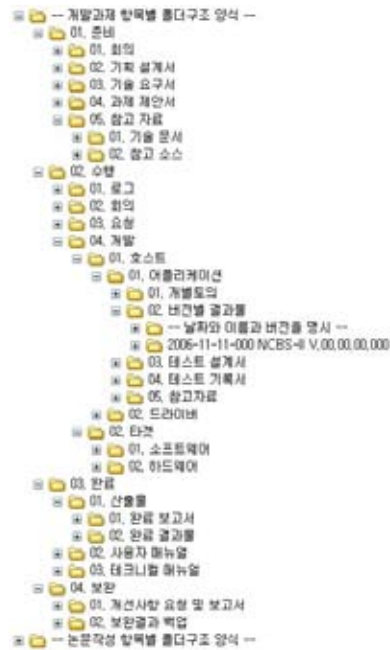 -- 개발과제 항목별 폴더구조 양식 --
01, 준비
01, 회의
02, 기획 설계서
03, 기술 요구서
04, 과제 제안서
05, 참고 자료
01, 기술 문서
02, 참고 소스
02, 수행
01, 로그
02, 회의
03, 요청
04, 개발
01, 호스트
01, 어플리케이션
01, 개별토의
02, 버전별 결과물
-- 날짜와 이름과 버전을 명시 --
2006-11-11-000 NCBS-II V,00,00,00,000
03, 테스트 설계서
04, 테스트 기록서
05, 참고자료
02, 드라이버
02, 타겟
01, 소프트웨어
02, 하드웨어
03, 완료
01, 산출물
01, 완료 보고서
02, 완료 결과물
02, 사용자 매뉴얼
03, 테크니컬 매뉴얼
04, 보완
01, 개선사항 요청 및 보고서
02, 보완결과 백업
-- 논문작성 항목별 폴더구조 양식 --